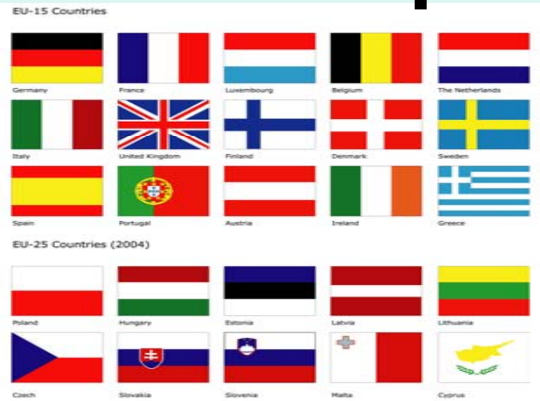 EU-15 Countries
Germany France Luxembourg Belgium The Netherlands
Italy United Kingdom Finland Denmark Sweden
Spain Portugal Austria Ireland Greece
EU-25 Countries (2004)
Poland Hungary Estonia Latvia Lithuania
Czech Slovakia Slovenia Malta Cyprus